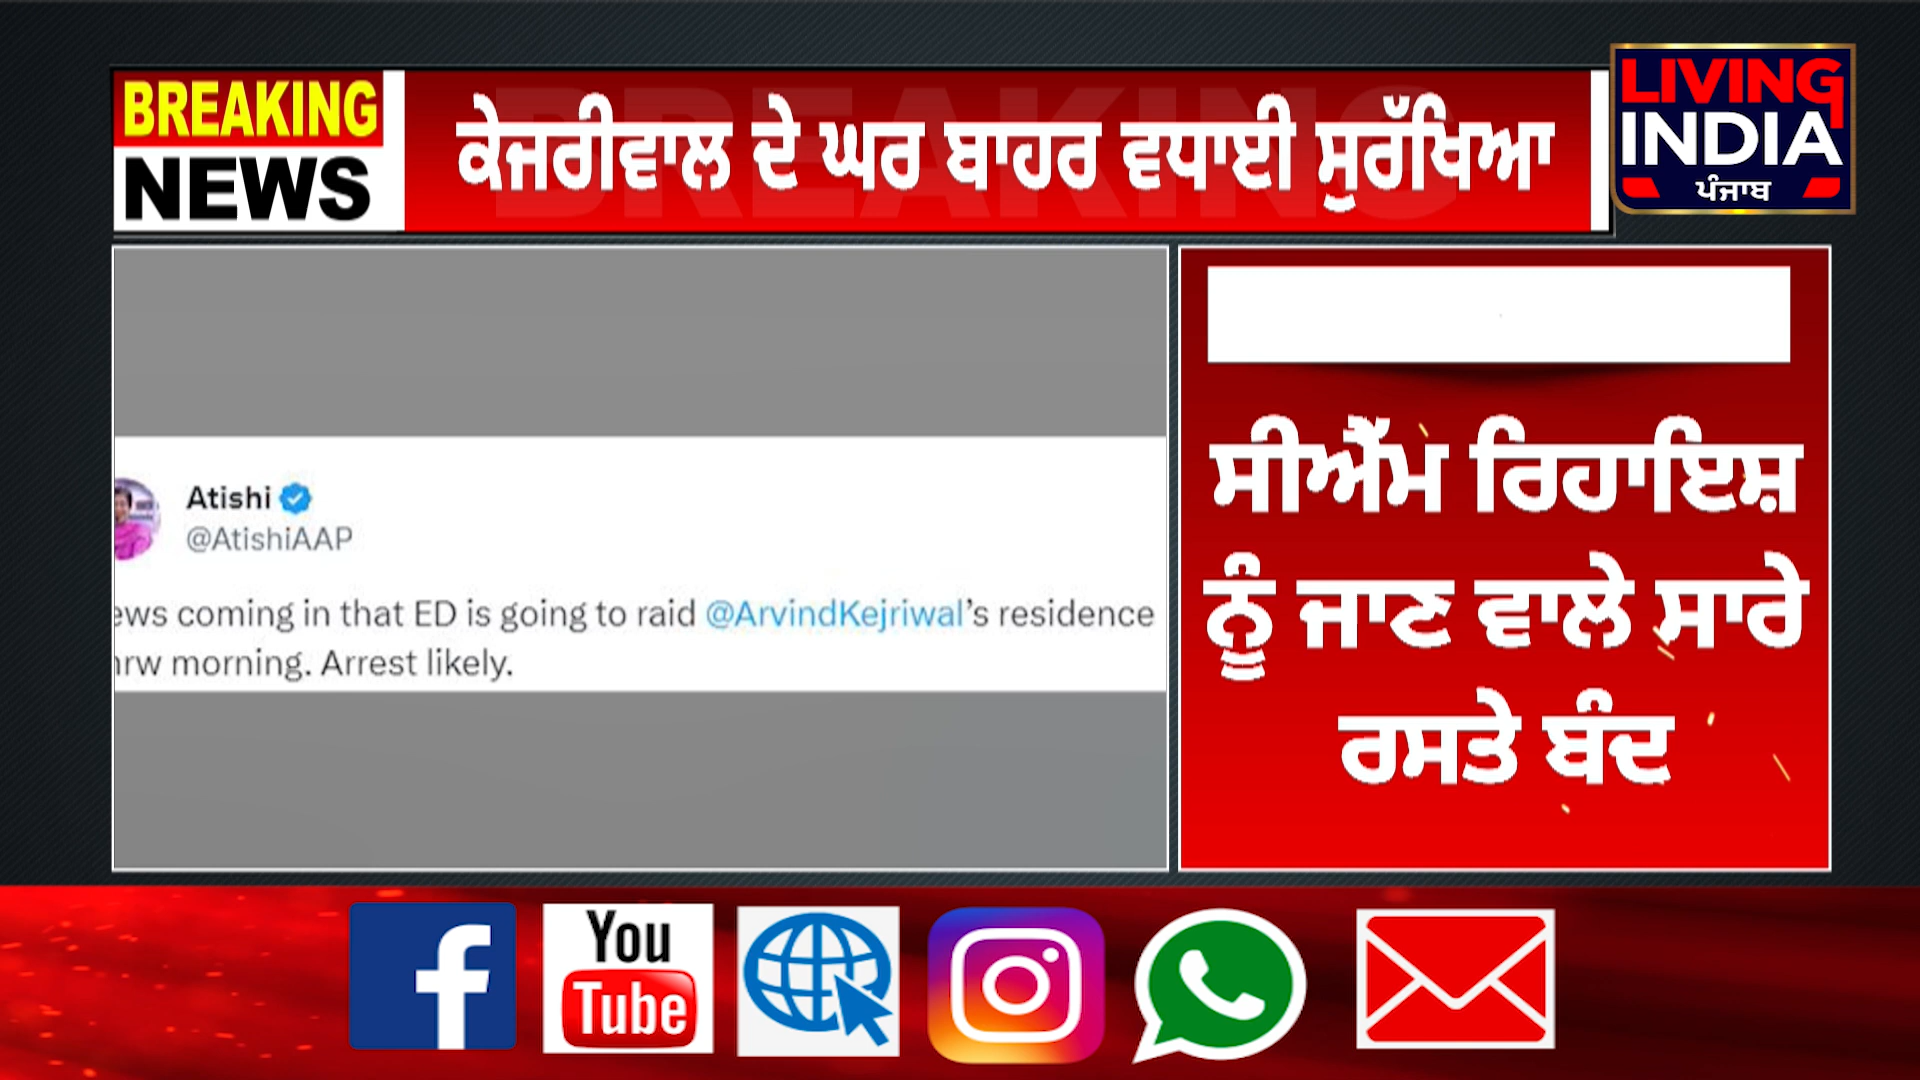 BREAKING
NEWS
ਕੇਜਰੀਵਾਲ ਦੇ ਘਰ ਬਾਹਰ ਵਧਾਈ ਸੁਰੱਖਿਆ
LIVING
INDIA
ਪੰਜਾਬ
Atishi
@AtishiAAP
ews coming in that ED is going to raid @ArvindKejriwal's residence
rw morning. Arrest likely.
ਸੀਐੱਮ ਰਿਹਾਇਸ਼
ਨੂੰ ਜਾਣ ਵਾਲੇ ਸਾਰੇ
ਰਸਤੇ ਬੰਦ
You
Tube